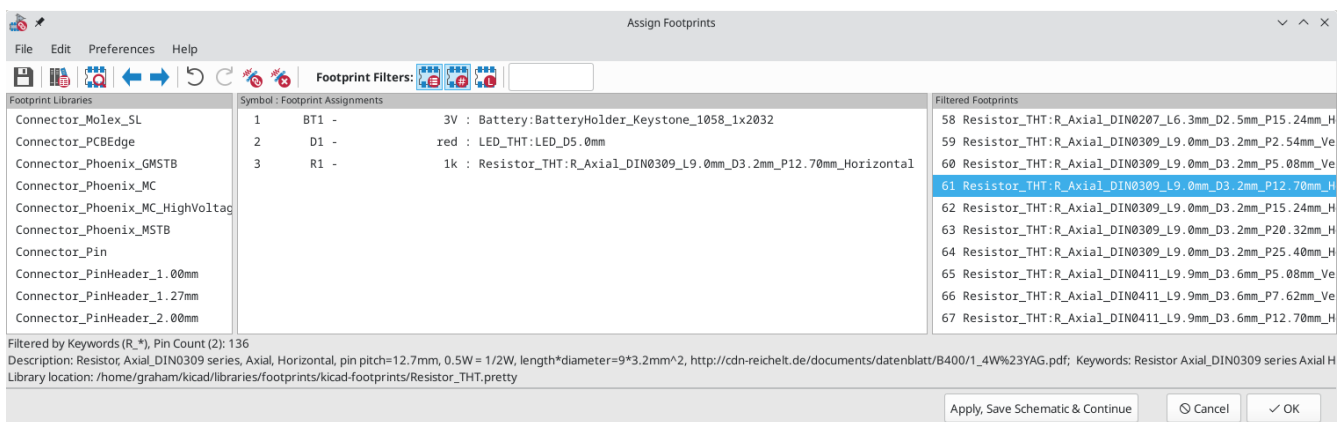 Assign Footprints
File Edit Preferences Help
Footprint Filters:
Footprint Libraries
Connector_Molex_SL
Connector_PCBEdge
Connector_Phoenix_GMSTB
Connector_Phoenix_MC
Connector_Phoenix_MC_HighVoltag
Connector_Phoenix_MSTB
Connector_Pin
Connector_PinHeader_1.00mm
Connector_PinHeader_1.27mm
Connector_PinHeader_2.00mm
Symbol : Footprint Assignments
1 BT1 - 3V : Battery:BatteryHolder_Keystone_1058_1x2032
2 D1 - red : LED_THT:LED_D5.0mm
3 R1 - 1k : Resistor_THT:R_Axial_DIN0309_L9.0mm_D3.2mm_P12.70mm_Horizontal
Filtered Footprints
58 Resistor_THT:R_Axial_DIN0207_L6.3mm_D2.5mm_P15.24mm_H
59 Resistor_THT:R_Axial_DIN0309_L9.0mm_D3.2mm_P2.54mm_Ve
60 Resistor_THT:R_Axial_DIN0309_L9.0mm_D3.2mm_P5.08mm_Ve
61 Resistor_THT:R_Axial_DIN0309_L9.0mm_D3.2mm_P12.70mm_H
62 Resistor_THT:R_Axial_DIN0309_L9.0mm_D3.2mm_P15.24mm_H
63 Resistor_THT:R_Axial_DIN0309_L9.0mm_D3.2mm_P20.32mm_H
64 Resistor_THT:R_Axial_DIN0309_L9.0mm_D3.2mm_P25.40mm_H
65 Resistor_THT:R_Axial_DIN0411_L9.9mm_D3.6mm_P5.08mm_Ve
66 Resistor_THT:R_Axial_DIN0411_L9.9mm_D3.6mm_P7.62mm_Ve
67 Resistor_THT:R_Axial_DIN0411_L9.9mm_D3.6mm_P12.70mm_H
Filtered by Keywords (R_*), Pin Count (2): 136
Description: Resistor, Axial_DIN0309 series, Axial, Horizontal, pin pitch=12.7mm, 0.5W = 1/2W, length*diameter=9*3.2mm^2, http://cdn-reichelt.de/documents/datenblatt/B400/1_4W%23YAG.pdf; Keywords: Resistor Axial_DIN0309 series Axial H
Library location: /home/graham/kicad/libraries/footprints/kicad-footprints/Resistor_THT.pretty
Apply, Save Schematic & Continue
Cancel
OK